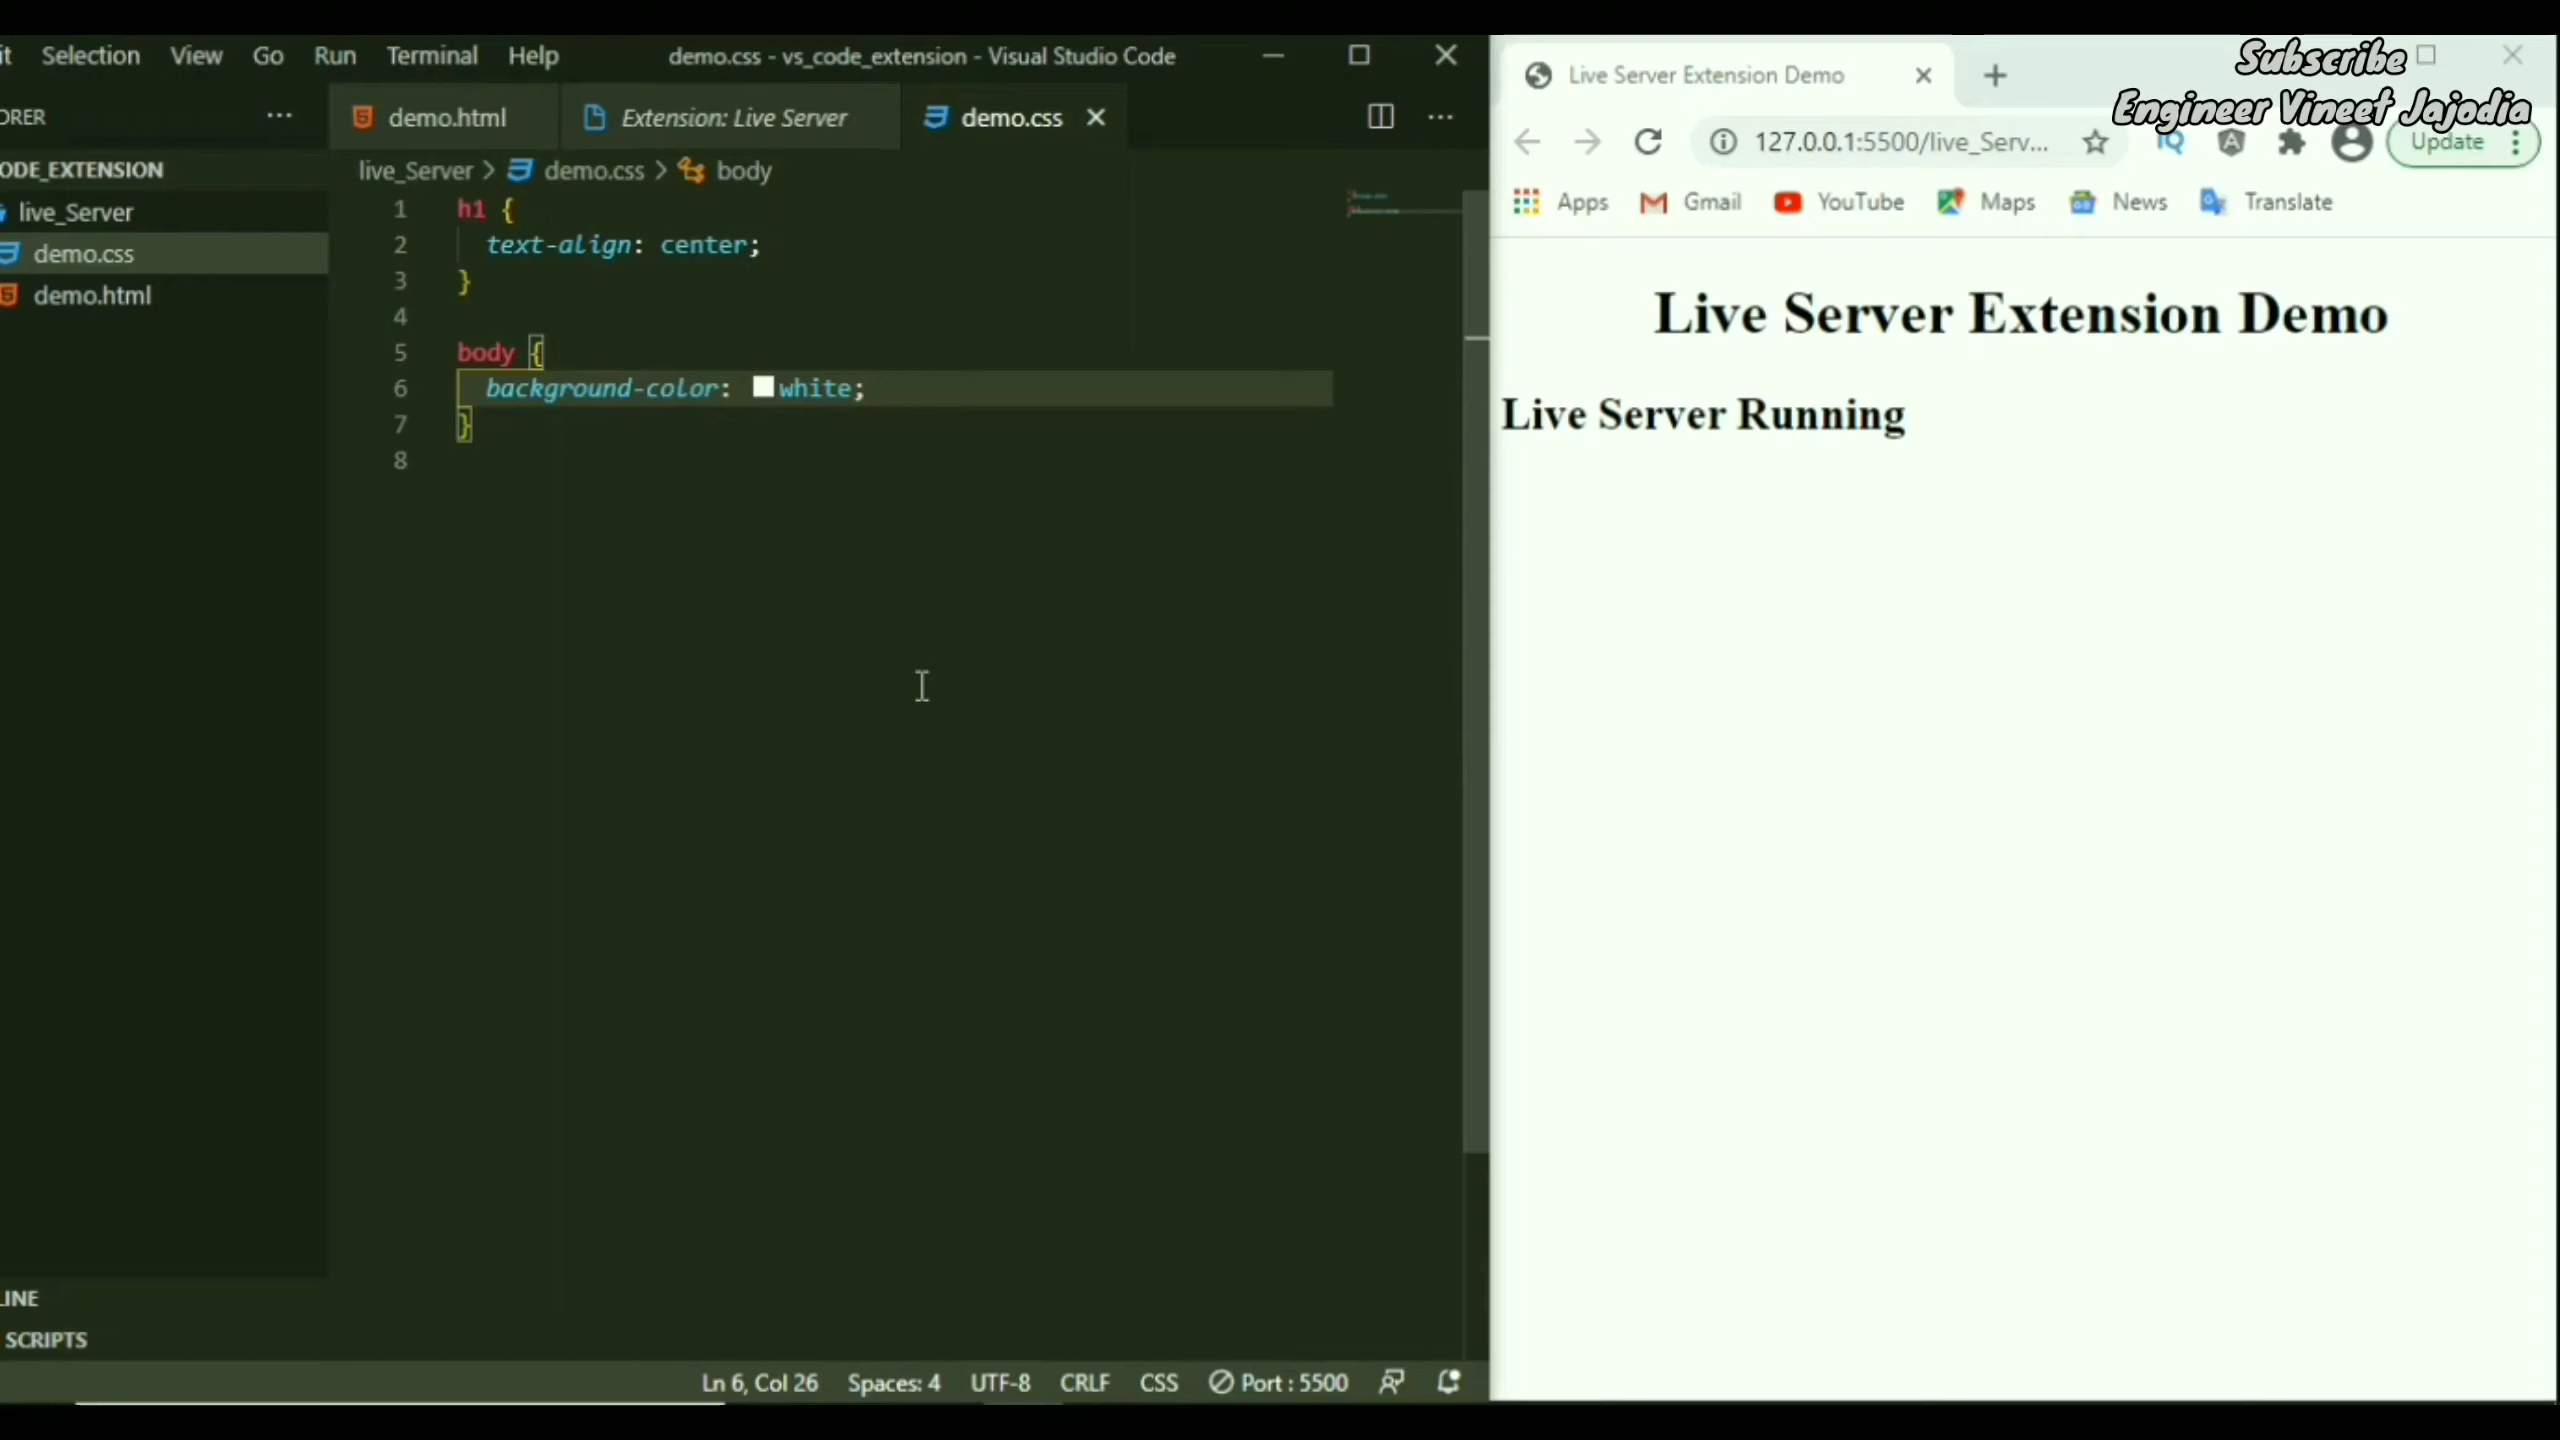 it Selection View Go Run Terminal Help demo.css - vs_code_extension - Visual Studio Code
ORER
demo.html Extension: Live Server demo.css
ODE_EXTENSION
live_Server
demo.css
demo.html
live_Server > demo.css > body
1 h1 {
2 text-align: center;
3 }
4
5 body {
6 background-color: white;
7 }
8
LINE
SCRIPTS
Ln 6, Col 26 Spaces: 4 UTF-8 CRLF CSS Port : 5500
Live Server Extension Demo
Subscribe
Engineer Vineet Jajodia
127.0.0.1:5500/live_Serv... IQ A Update
Apps Gmail YouTube Maps News Translate
Live Server Extension Demo
Live Server Running